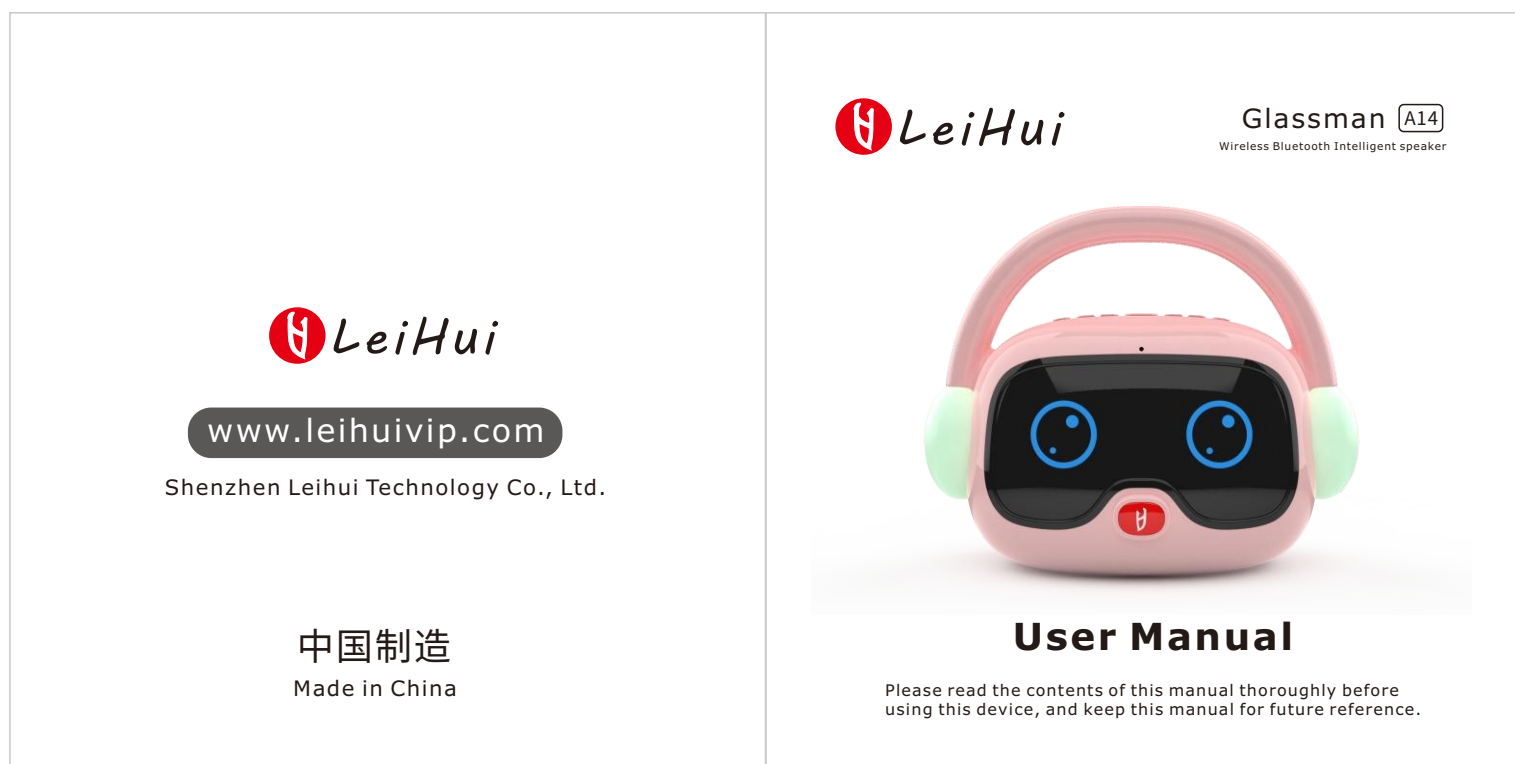 LeiHui
www.leihuivip.com
Shenzhen Leihui Technology Co., Ltd.
中国制造
Made in China
LeiHui
Glassman A14
Wireless Bluetooth Intelligent speaker
User Manual
Please read the contents of this manual thoroughly before
using this device, and keep this manual for future reference.